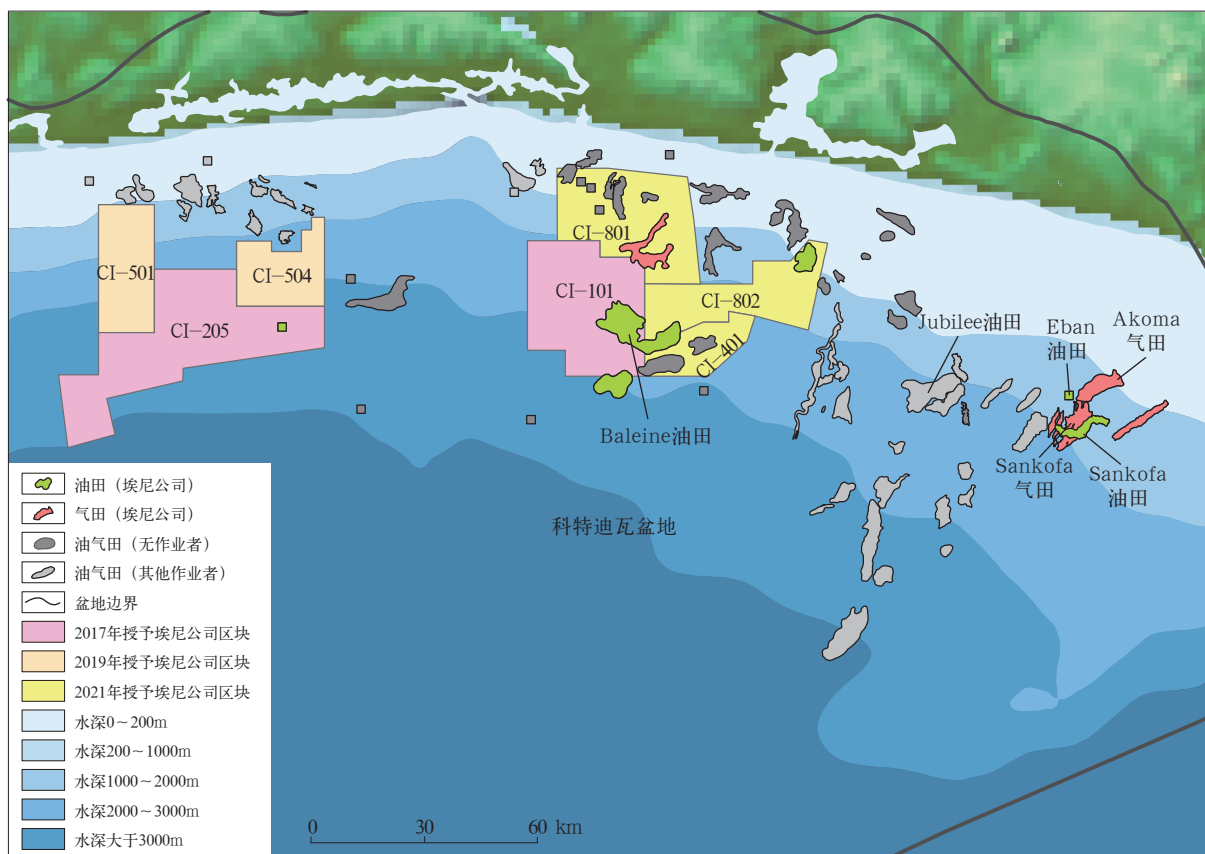 CI-801
CI-501
CI-504
CI-101
CI-802
CI-205
CI-401
Jubilee油田
Eban
油田
Akoma
气田
Baleine油田
Sankofa
气田
Sankofa
油田
科特迪瓦盆地
油田（埃尼公司）
气田（埃尼公司）
油气田（无作业者）
油气田（其他作业者）
盆地边界
2017年授予埃尼公司区块
2019年授予埃尼公司区块
2021年授予埃尼公司区块
水深0～200m
水深200～1000m
水深1000～2000m
水深2000～3000m
水深大于3000m
0 30 60 km